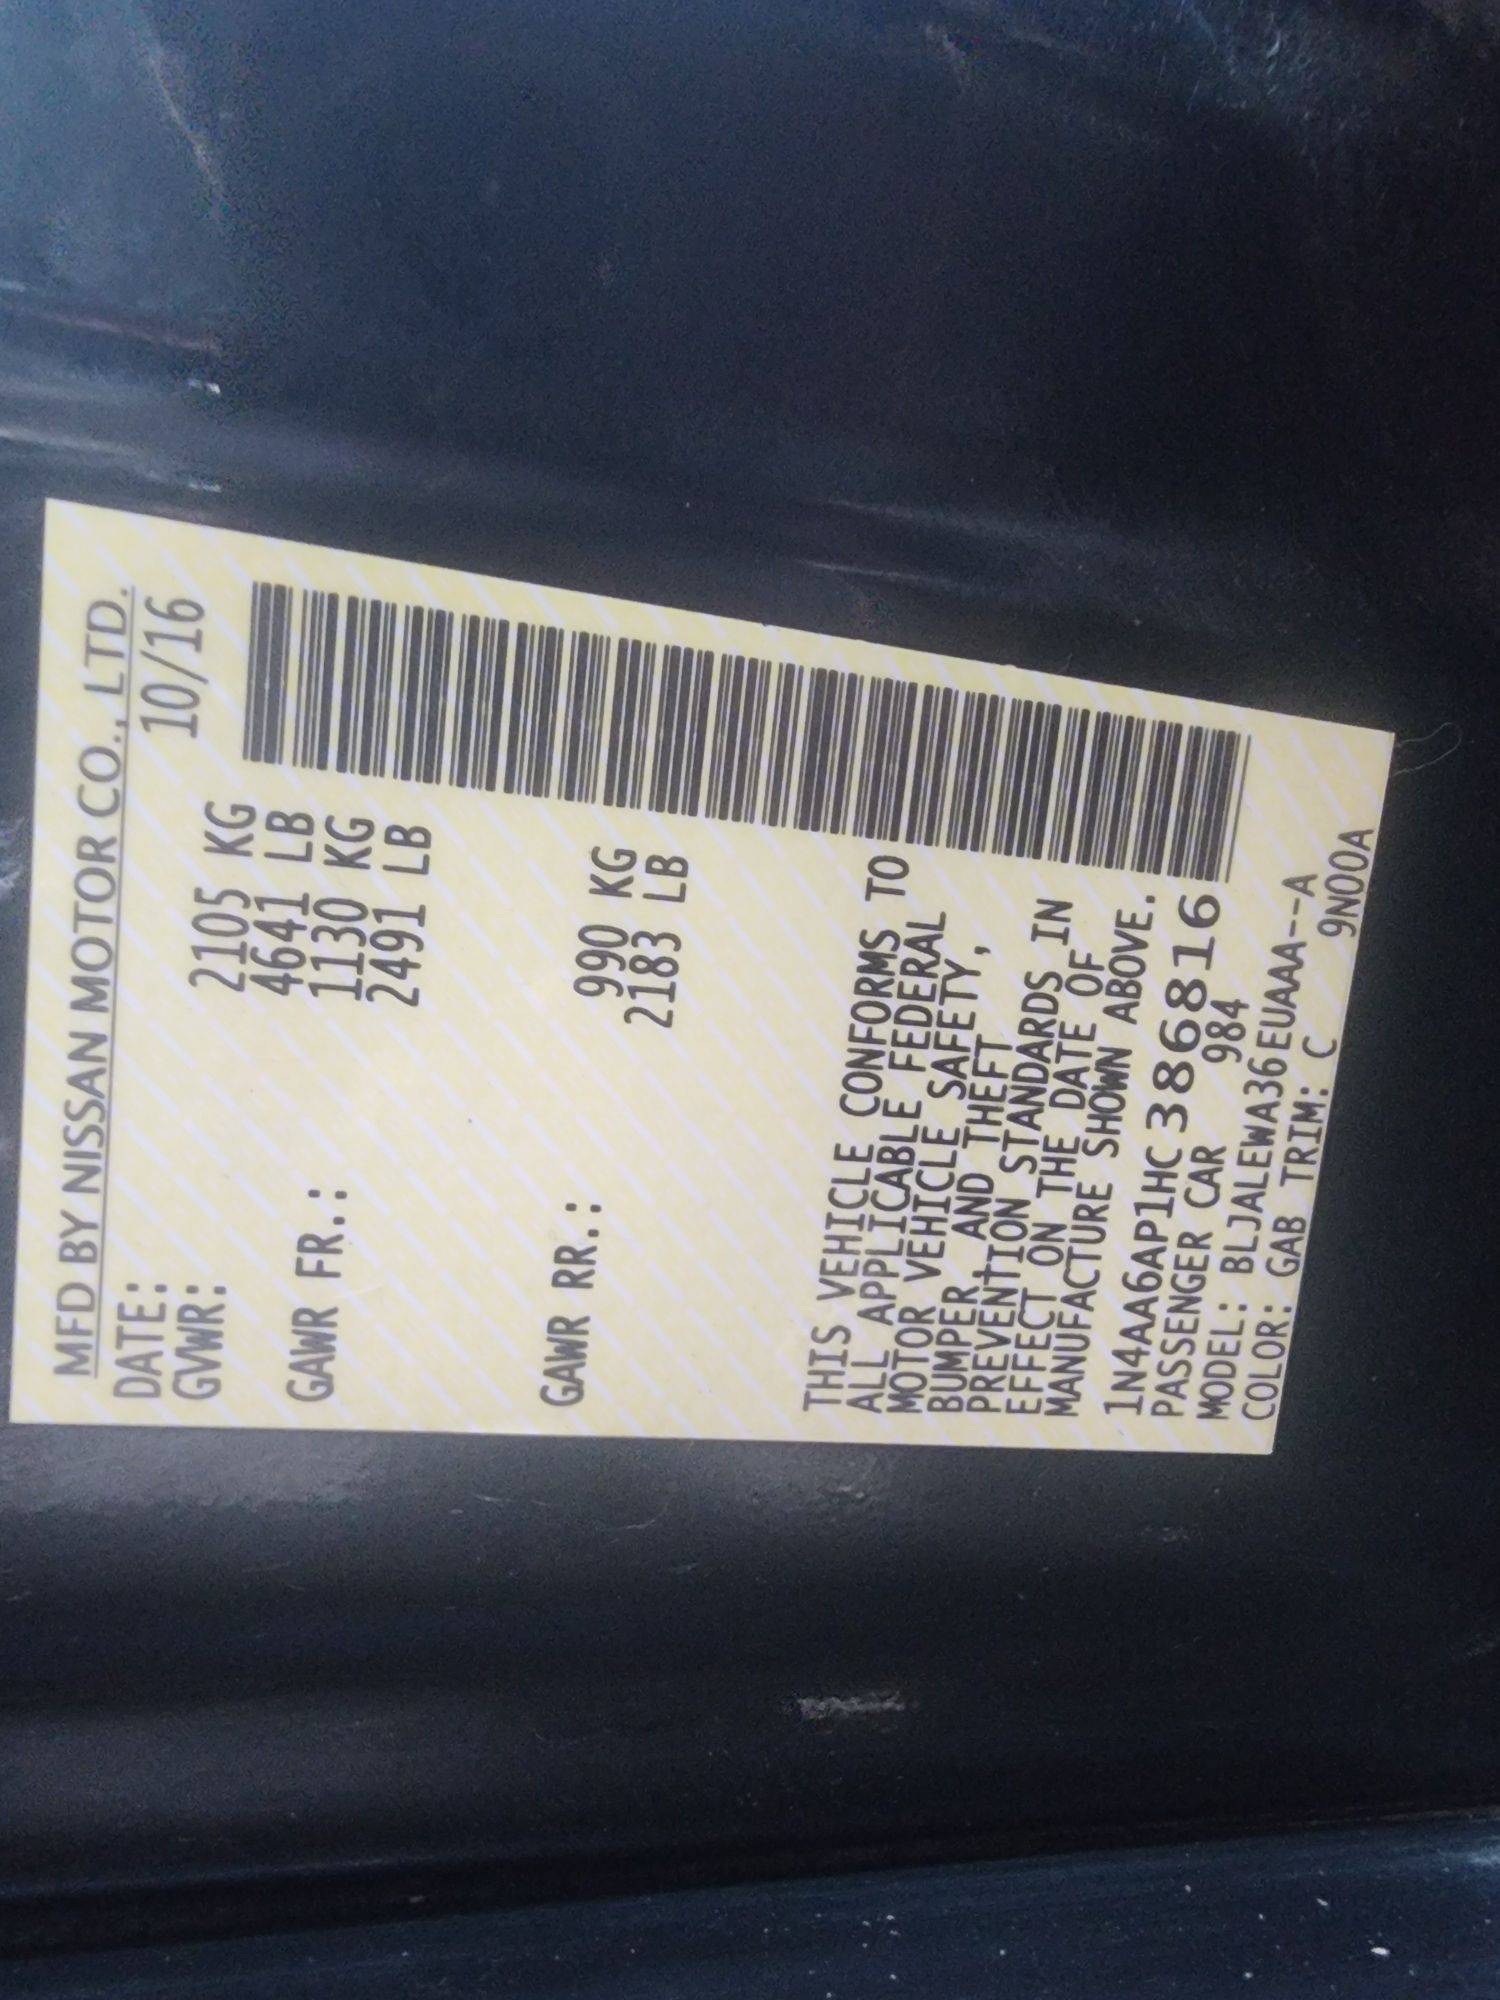 MFD BY NISSAN MOTOR CO., LTD.
DATE: 10/16
GVWR: 2105 KG
4641 LB
GAWR FR.: 1130 KG
2491 LB
GAWR RR.: 990 KG
2183 LB
THIS VEHICLE CONFORMS TO
ALL APPLICABLE FEDERAL
MOTOR VEHICLE SAFETY,
BUMPER, AND THEFT
PREVENTION STANDARDS IN
EFFECT ON THE DATE OF
MANUFACTURE SHOWN ABOVE.
1N4AA6AP1HC386816
PASSENGER CAR 984
MODEL: BLJALEWA36EUAAA--A
COLOR: GAB TRIM: C 9N00A